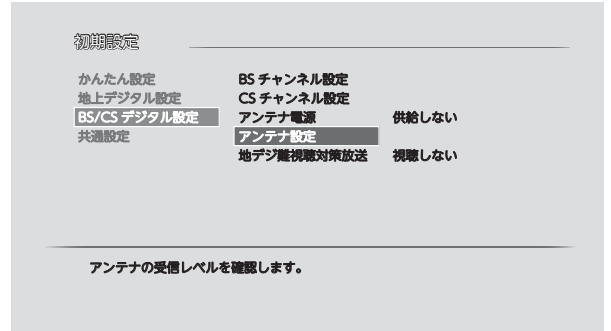 初期設定
かんたん設定
地上デジタル設定
BS/CS デジタル設定
共通設定
BS チャンネル設定
CS チャンネル設定
アンテナ電源 供給しない
アンテナ設定
地デジ難視聴対策放送 視聴しない
アンテナの受信レベルを確認します。